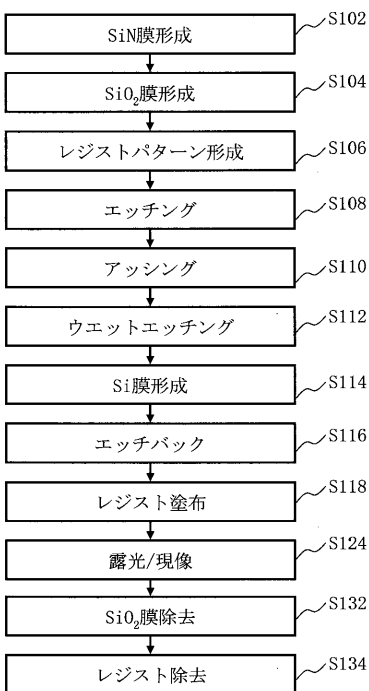 SiN膜形成 S102
SiO₂膜形成 S104
レジストパターン形成 S106
エッチング S108
アッシング S110
ウエットエッチング S112
Si膜形成 S114
エッチバック S116
レジスト塗布 S118
露光/現像 S124
SiO₂膜除去 S132
レジスト除去 S134